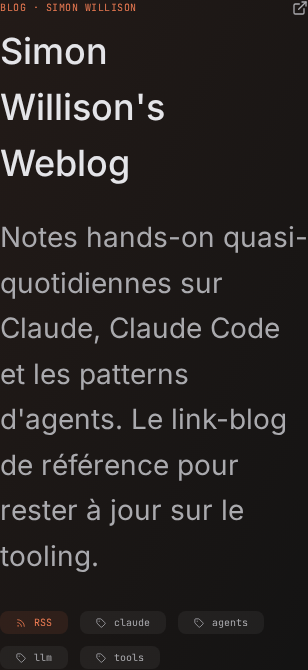 BLOG · SIMON WILLISON
Simon
Willison's
Weblog
Notes hands-on quasi-
quotidiennes sur
Claude, Claude Code
et les patterns
d'agents. Le link-blog
de référence pour
rester à jour sur le
tooling.
RSS claude agents
llm tools